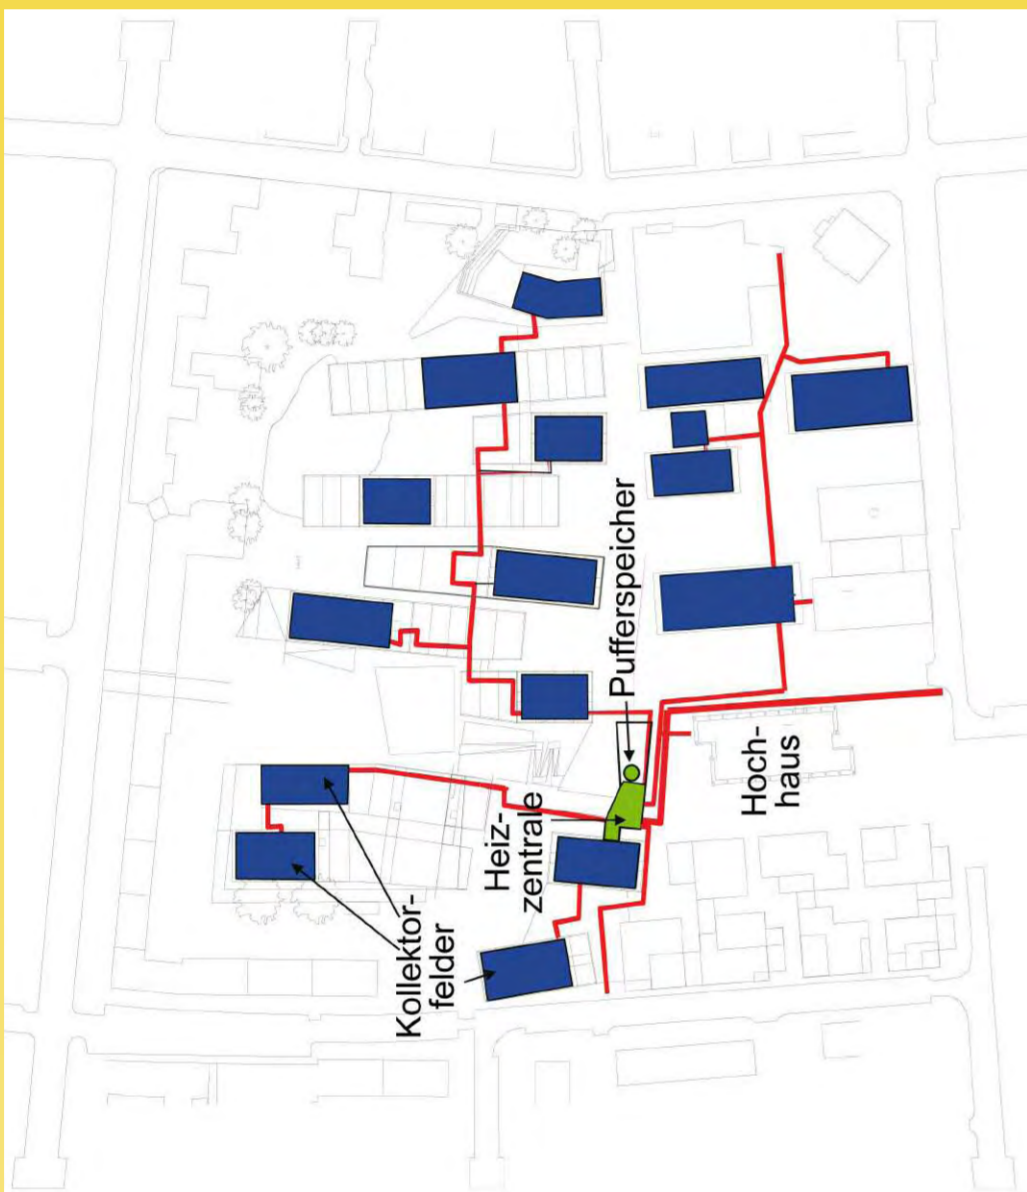 Kollektor-
felder
Heiz-
zentrale
Pufferspeicher
Hoch-
haus